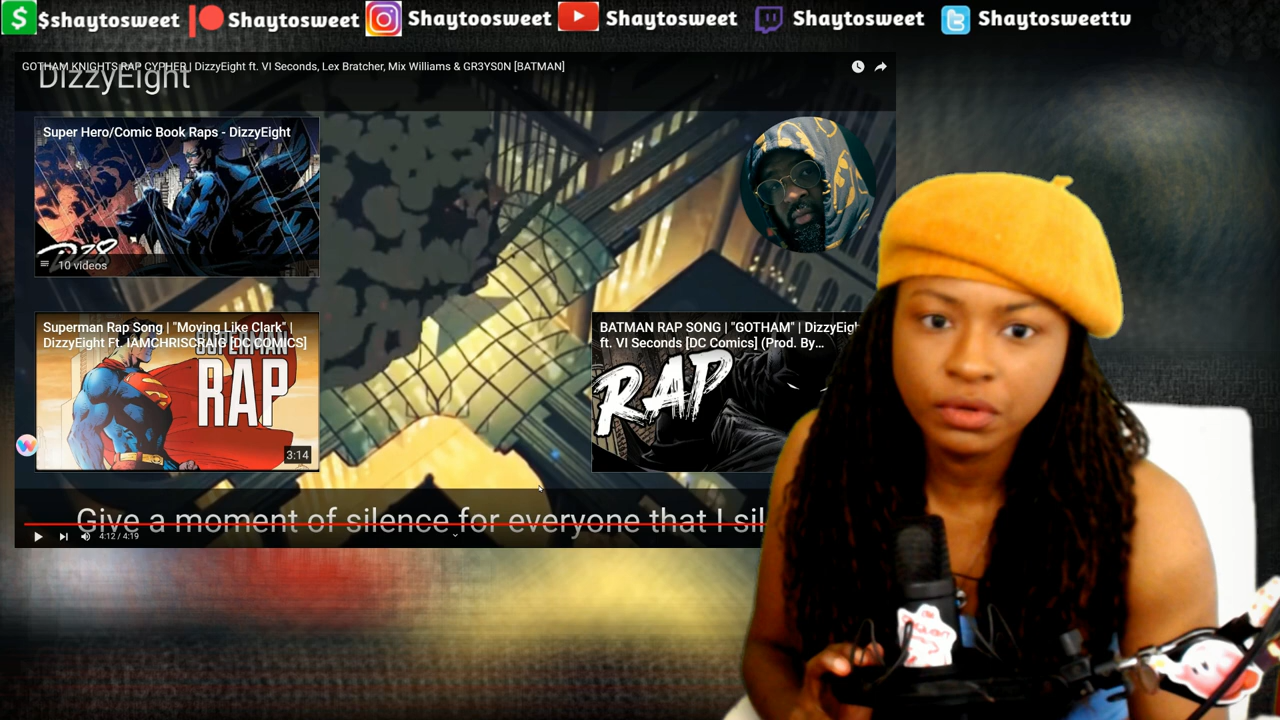 $shaytosweet
Shaytosweet
Shaytoosweet
Shaytosweet
Shaytosweet
Shaytosweettv
GOTHAM KNIGHTS RAP CYPHER | DizzyEight ft. VI Seconds, Lex Bratcher, Mix Williams & GR3YS0N [BATMAN]
DizzyEight
Super Hero/Comic Book Raps - DizzyEight
10 videos
Superman Rap Song | "Moving Like Clark" |
DizzyEight Ft. IAMCHRISCRAIG [DC COMICS]
SUPERMAN
RAP
3:14
BATMAN RAP SONG | "GOTHAM" | DizzyEigh
ft. VI Seconds [DC Comics] (Prod. By...
RAP
Give a moment of silence for everyone that I sil
4:12 / 4:19